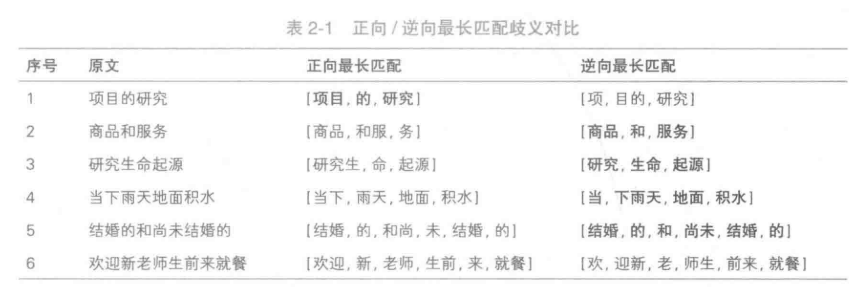 表 2-1 正向 / 逆向最长匹配歧义对比
序号 原文 正向最长匹配 逆向最长匹配
1 项目的研究 [项目, 的, 研究] [项, 目的, 研究]
2 商品和服务 [商品, 和服, 务] [商品, 和, 服务]
3 研究生命起源 [研究生, 命, 起源] [研究, 生命, 起源]
4 当下雨天地面积水 [当下, 雨天, 地面, 积水] [当, 下雨天, 地面, 积水]
5 结婚的和尚未结婚的 [结婚, 的, 和尚, 未, 结婚, 的] [结婚, 的, 和, 尚未, 结婚, 的]
6 欢迎新老师生前来就餐 [欢迎, 新, 老师, 生前, 来, 就餐] [欢, 迎新, 老, 师生, 前来, 就餐]